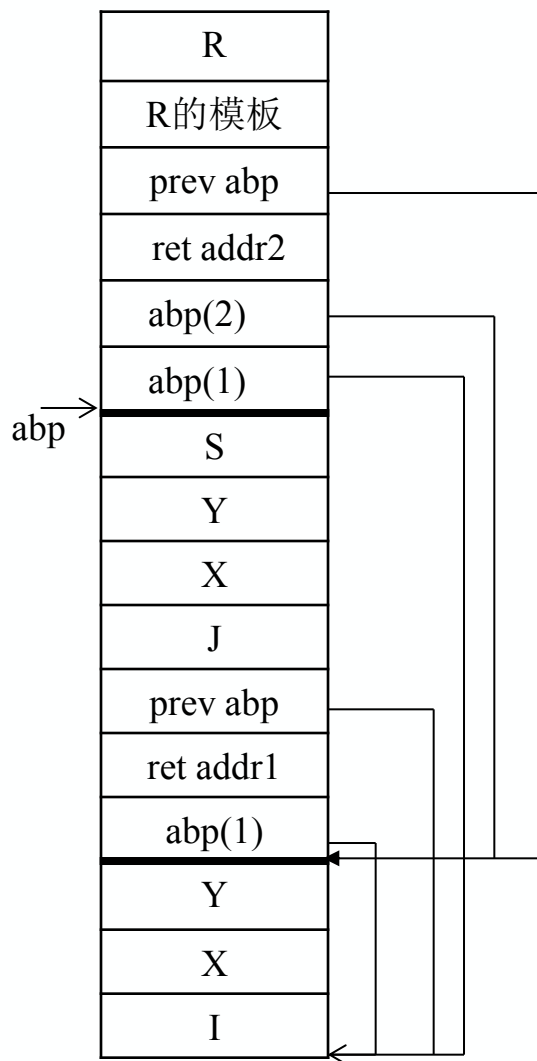 R
R的模板
prev abp
ret addr2
abp(2)
abp(1)
abp
S
Y
X
J
prev abp
ret addr1
abp(1)
Y
X
I